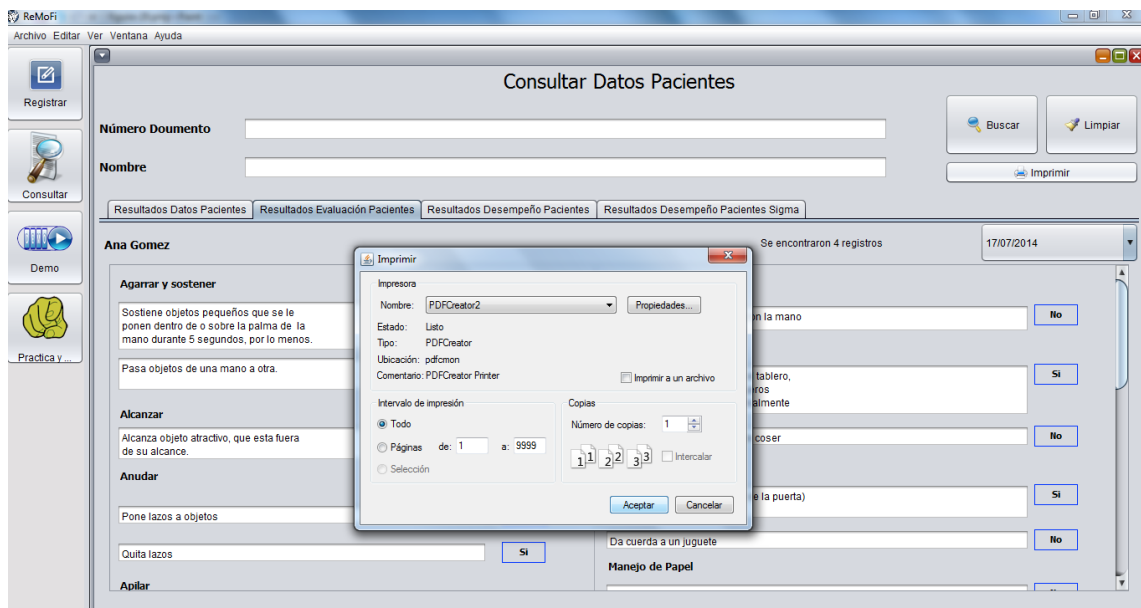 ReMoFi
Archivo Editar Ver Ventana Ayuda
Registrar
Consultar
Demo
Practica y ...
Consultar Datos Pacientes
Número Doumento
Nombre
Buscar
Limpiar
Imprimir
Resultados Datos Pacientes
Resultados Evaluación Pacientes
Resultados Desempeño Pacientes
Resultados Desempeño Pacientes Sigma
Ana Gomez
Se encontraron 4 registros
17/07/2014
Agarrar y sostener
Sostiene objetos pequeños que se le
ponen dentro de o sobre la palma de la
mano durante 5 segundos, por lo menos.
Pasa objetos de una mano a otra.
Alcanzar
Alcanza objeto atractivo, que esta fuera
de su alcance.
Anudar
Pone lazos a objetos
Quita lazos
Si
Apilar
Imprimir
Impresora
Nombre:
PDFCreator2
Propiedades...
Estado:
Listo
Tipo:
PDFCreator
Ubicación:
pdfcmon
Comentario:
PDFCreator Printer
Imprimir a un archivo
Intervalo de impresión
Todo
Páginas
de:
1
a:
9999
Selección
Copias
Número de copias:
1
1 1 2 2 3 3
Intercalar
Aceptar
Cancelar
la mano
No
tablero,
Si
almente
coser
No
la puerta)
Si
Da cuerda a un juguete
No
Manejo de Papel